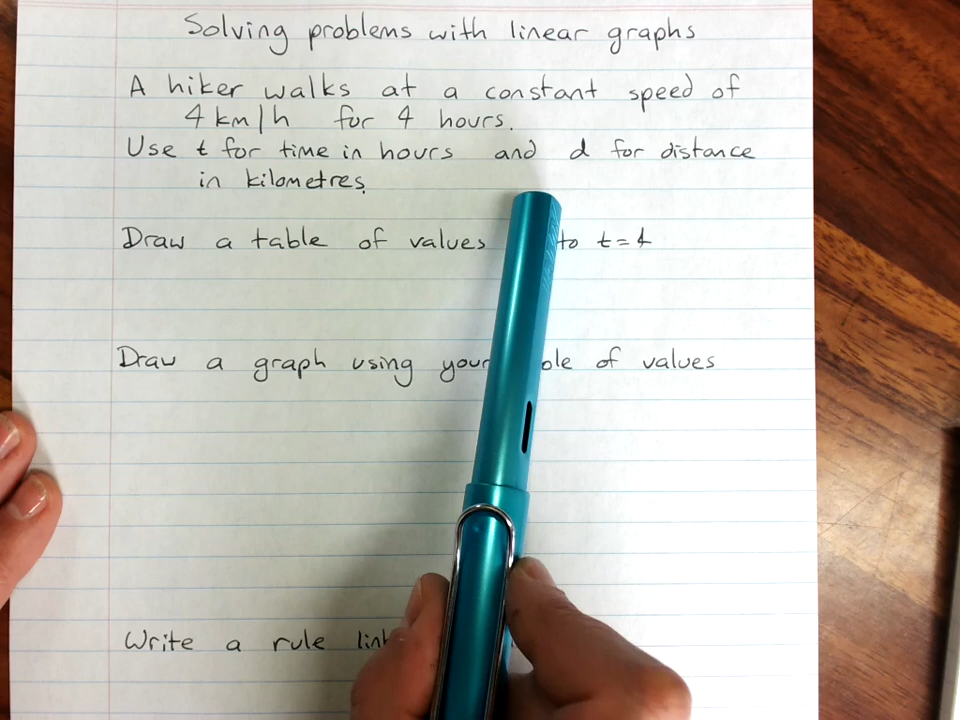 Solving problems with linear graphs
A hiker walks at a constant speed of
4 km/h for 4 hours.
Use t for time in hours and d for distance
in kilometres.
Draw a table of values to t=4
Draw a graph using your of values
Write a rule